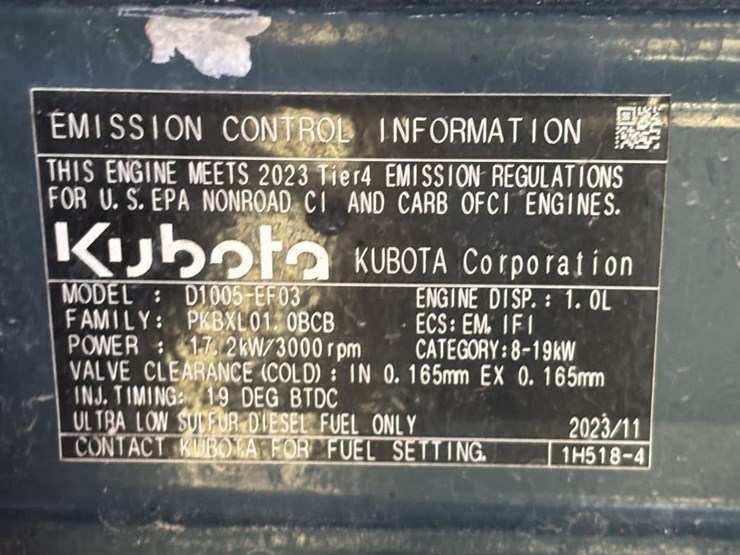 EMISSION CONTROL INFORMATION
THIS ENGINE MEETS 2023 Tier4 EMISSION REGULATIONS
FOR U.S. EPA NONROAD CI AND CARB OFCI ENGINES.
Kubota KUBOTA Corporation
MODEL : D1005-EF03 ENGINE DISP.: 1.0L
FAMILY: PKBXL01.0BCB ECS: EM, IFI
POWER : 17.2kW/3000rpm CATEGORY:8-19kW
VALVE CLEARANCE (COLD) : IN 0.165mm EX 0.165mm
INJ. TIMING: 19 DEG BTDC
ULTRA LOW SULFUR DIESEL FUEL ONLY 2023/11
CONTACT KUBOTA FOR FUEL SETTING. 1H518-4